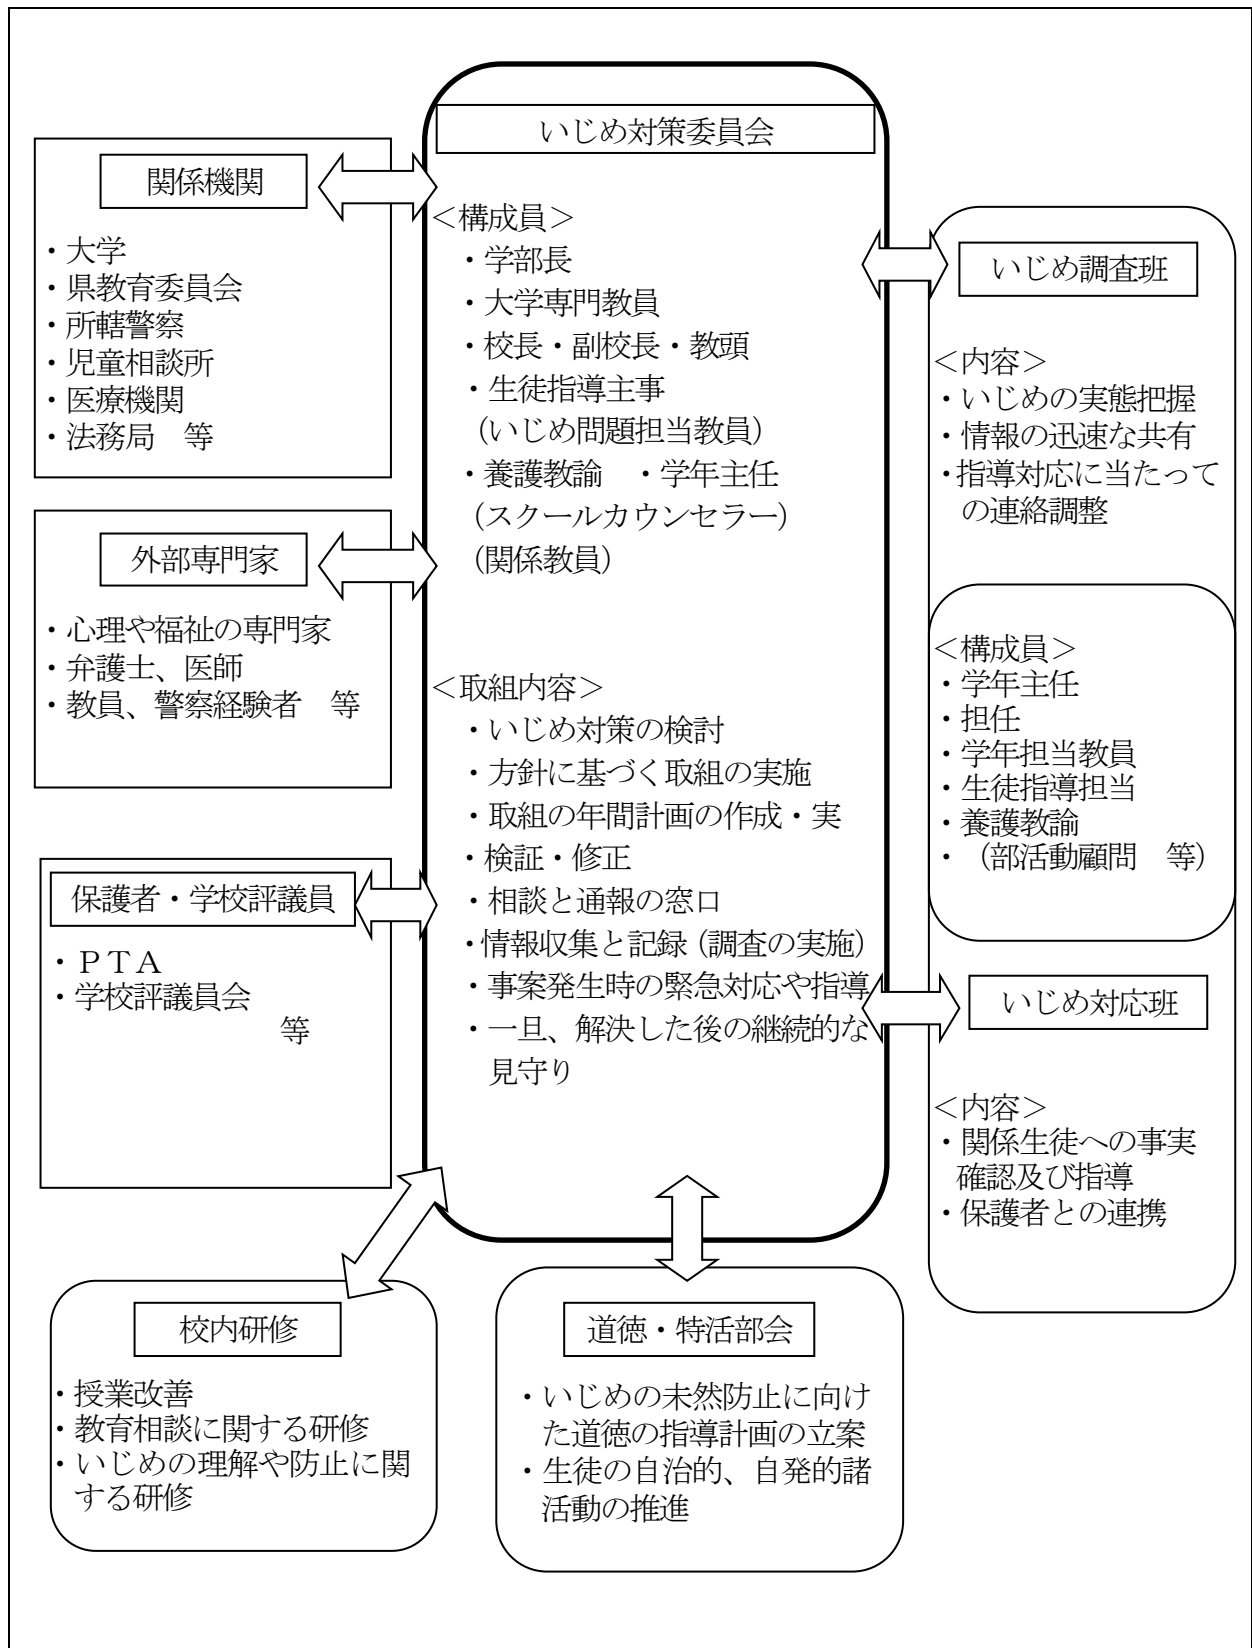 いじめ対策委員会
<構成員>
・学部長
・大学専門教員
・校長・副校長・教頭
・生徒指導主事
(いじめ問題担当教員)
・養護教諭　・学年主任
(スクールカウンセラー)
(関係教員)
<取組内容>
・いじめ対策の検討
・方針に基づく取組の実施
・取組の年間計画の作成・実
・検証・修正
・相談と通報の窓口
・情報収集と記録(調査の実施)
・事案発生時の緊急対応や指導
・一旦、解決した後の継続的な
見守り
関係機関
・大学
・県教育委員会
・所轄警察
・児童相談所
・医療機関
・法務局　等
外部専門家
・心理や福祉の専門家
・弁護士、医師
・教員、警察経験者　等
保護者・学校評議員
・ＰＴＡ
・学校評議員会
等
いじめ調査班
<内容>
・いじめの実態把握
・情報の迅速な共有
・指導対応に当たって
の連絡調整
<構成員>
・学年主任
・担任
・学年担当教員
・生徒指導担当
・養護教諭
・（部活動顧問　等）
いじめ対応班
<内容>
・関係生徒への事実
確認及び指導
・保護者との連携
校内研修
・授業改善
・教育相談に関する研修
・いじめの理解や防止に関
する研修
道徳・特活部会
・いじめの未然防止に向け
た道徳の指導計画の立案
・生徒の自治的、自発的諸
活動の推進